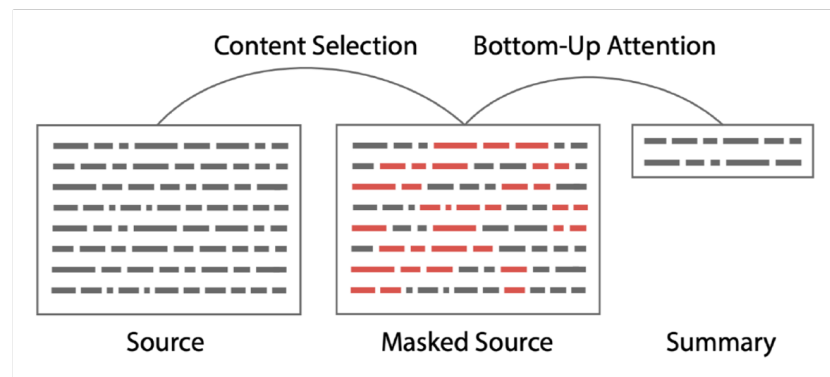 Content Selection
Bottom-Up Attention
Source
Masked Source
Summary